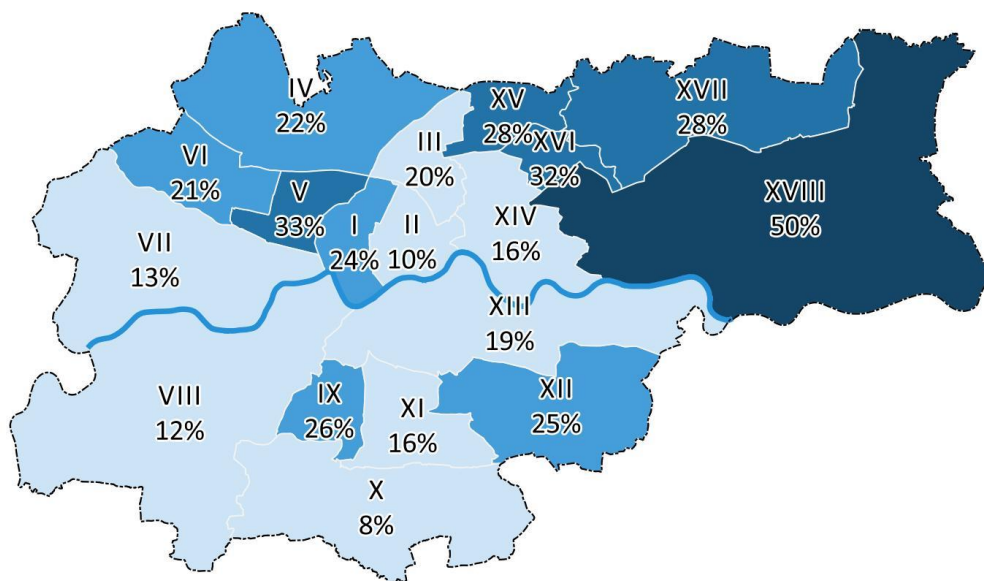 IV
22%
XV
28%
XVII
28%
III
20%
XVI
32%
VI
21%
V
33%
XVIII
50%
I
24%
II
10%
XIV
16%
VII
13%
XIII
19%
VIII
12%
IX
26%
XI
16%
XII
25%
X
8%